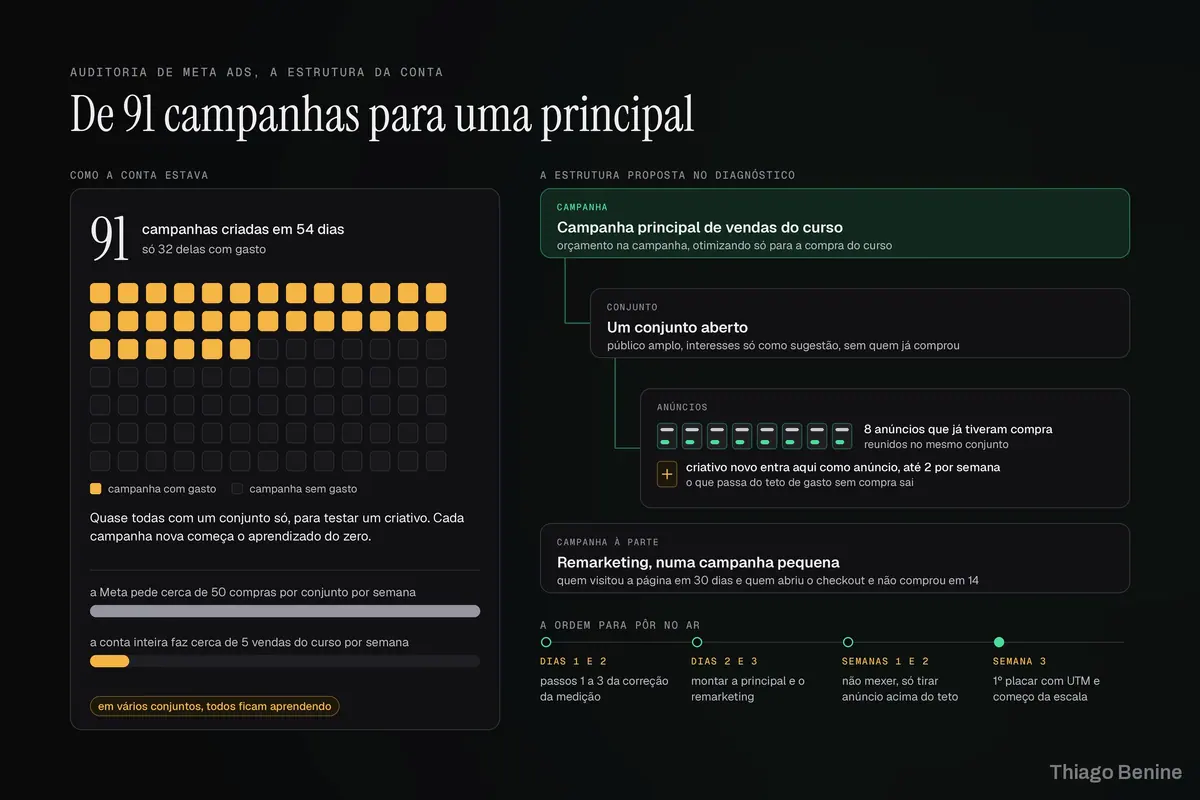 AUDITORIA DE META ADS, A ESTRUTURA DA CONTA
De 91 campanhas para uma principal
COMO A CONTA ESTAVA
91
campanhas criadas em 54 dias
só 32 delas com gasto
campanha com gasto
campanha sem gasto
Quase todas com um conjunto só, para testar um criativo. Cada
campanha nova começa o aprendizado do zero.
a Meta pede cerca de 50 compras por conjunto por semana
a conta inteira faz cerca de 5 vendas do curso por semana
em vários conjuntos, todos ficam aprendendo
A ESTRUTURA PROPOSTA NO DIAGNÓSTICO
CAMPANHA
Campanha principal de vendas do curso
orçamento na campanha, otimizando só para a compra do curso
CONJUNTO
Um conjunto aberto
público amplo, interesses só como sugestão, sem quem já comprou
ANÚNCIOS
8 anúncios que já tiveram compra
reunidos no mesmo conjunto
+
criativo novo entra aqui como anúncio, até 2 por semana
o que passa do teto de gasto sem compra sai
CAMPANHA À PARTE
Remarketing, numa campanha pequena
quem visitou a página em 30 dias e quem abriu o checkout e não comprou em 14
A ORDEM PARA PÔR NO AR
DIAS 1 E 2
passos 1 a 3 da correção
da medição
DIAS 2 E 3
montar a principal e o
remarketing
SEMANAS 1 E 2
não mexer, só tirar
anúncio acima do teto
SEMANA 3
1º placar com UTM e
começo da escala
Thiago Benine